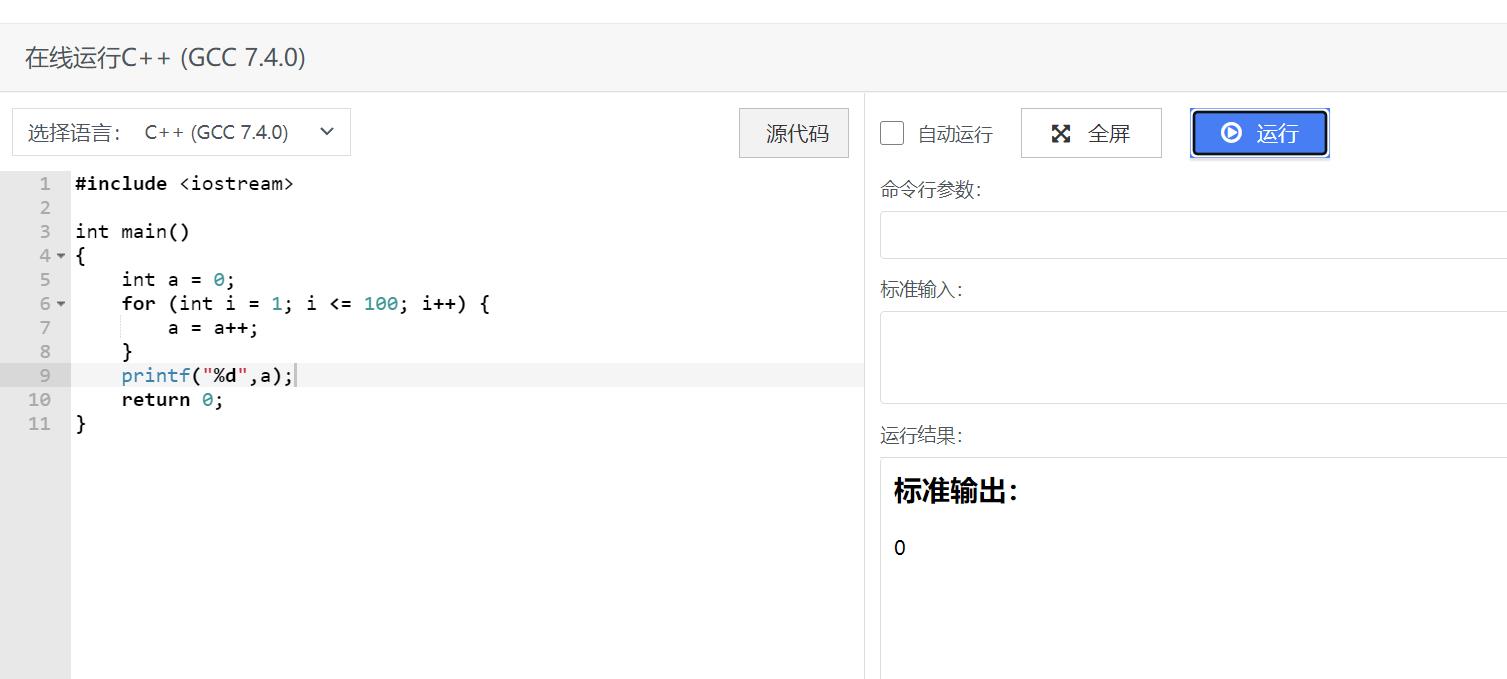 在线运行C++ (GCC 7.4.0)
选择语言： C++ (GCC 7.4.0)
源代码
自动运行
全屏
运行
1 #include <iostream>
2
3 int main()
4 {
5     int a = 0;
6     for (int i = 1; i <= 100; i++) {
7         a = a++;
8     }
9     printf("%d",a);
10     return 0;
11 }
命令行参数：
标准输入：
运行结果：
标准输出：
0